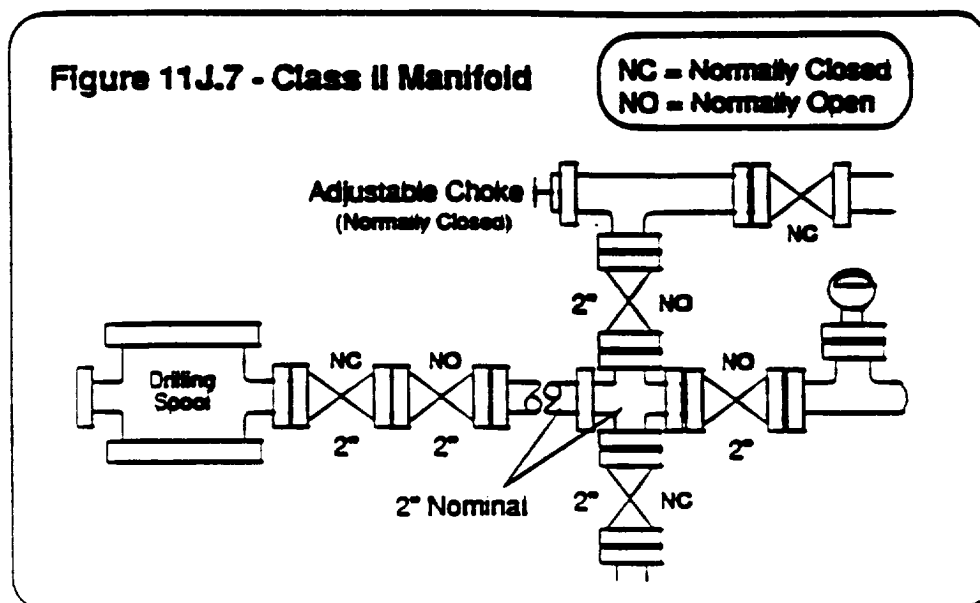 Figure 11J.7 - Class II Manifold
NC = Normally Closed
NO = Normally Open
Adjustable Choke
(Normally Closed)
NC
2" NO
NC NO NO
Drilling
Spool
2" 2" 2"
2" Nominal
2" NC